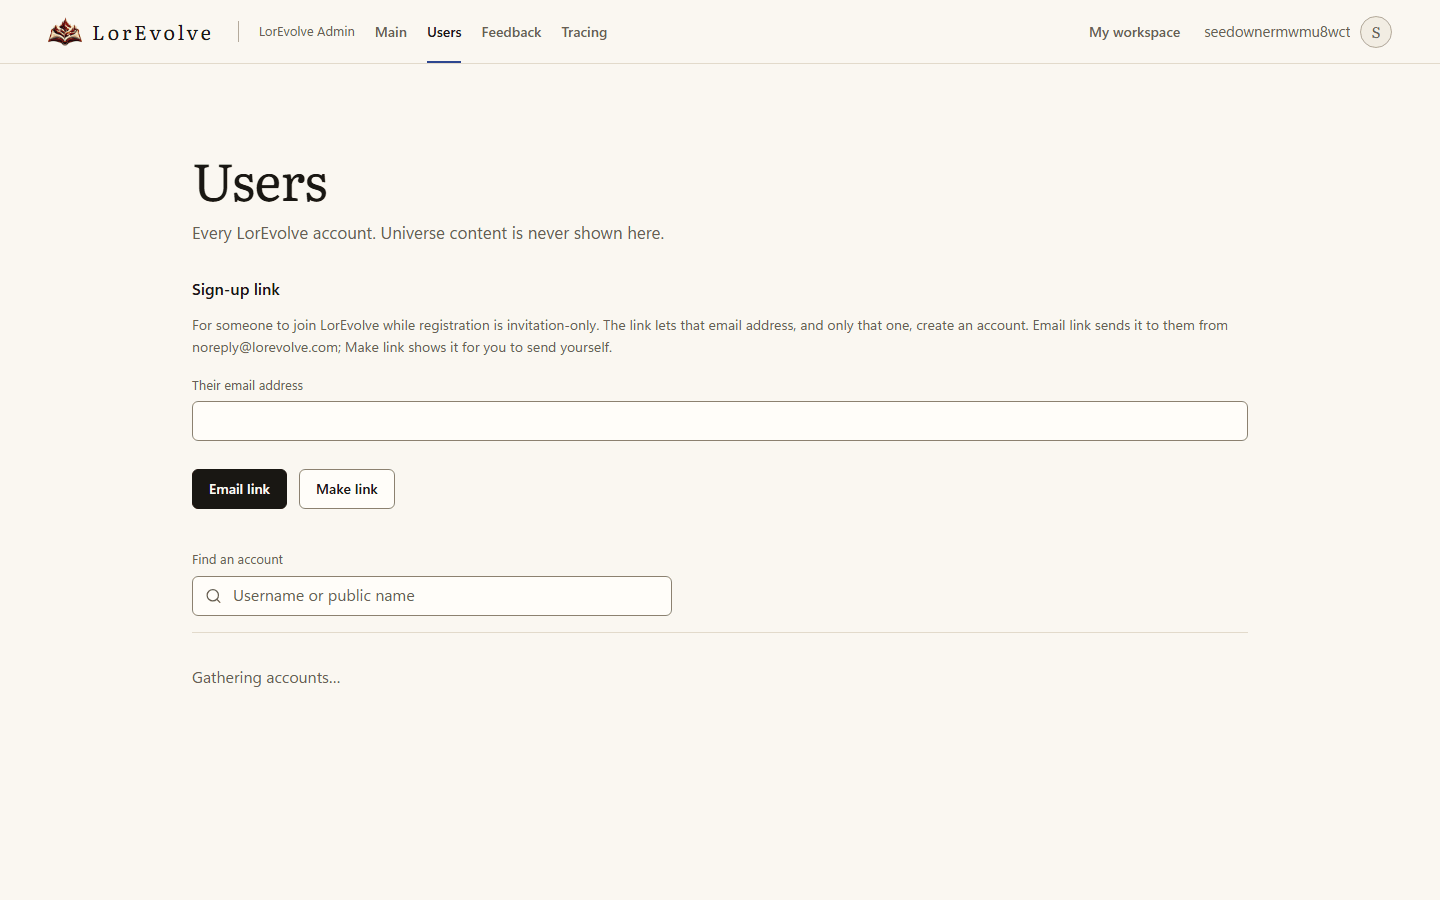 LorEvolve
LorEvolve Admin
Main
Users
Feedback
Tracing
My workspace
seedownermwmu8wct
S
Users
Every LorEvolve account. Universe content is never shown here.
Sign-up link
For someone to join LorEvolve while registration is invitation-only. The link lets that email address, and only that one, create an account. Email link sends it to them from
noreply@lorevolve.com; Make link shows it for you to send yourself.
Their email address
Email link
Make link
Find an account
Username or public name
Gathering accounts...